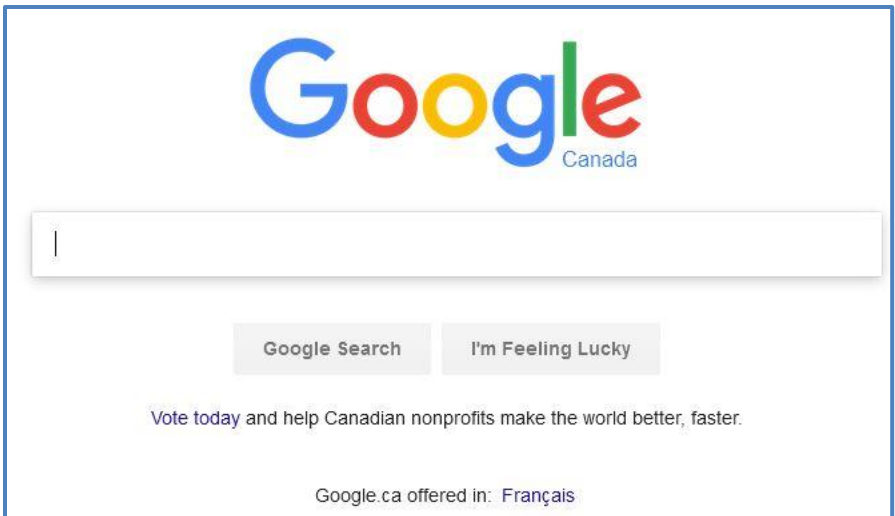 Google
Canada
Google Search
I'm Feeling Lucky
Vote today and help Canadian nonprofits make the world better, faster.
Google.ca offered in: Français